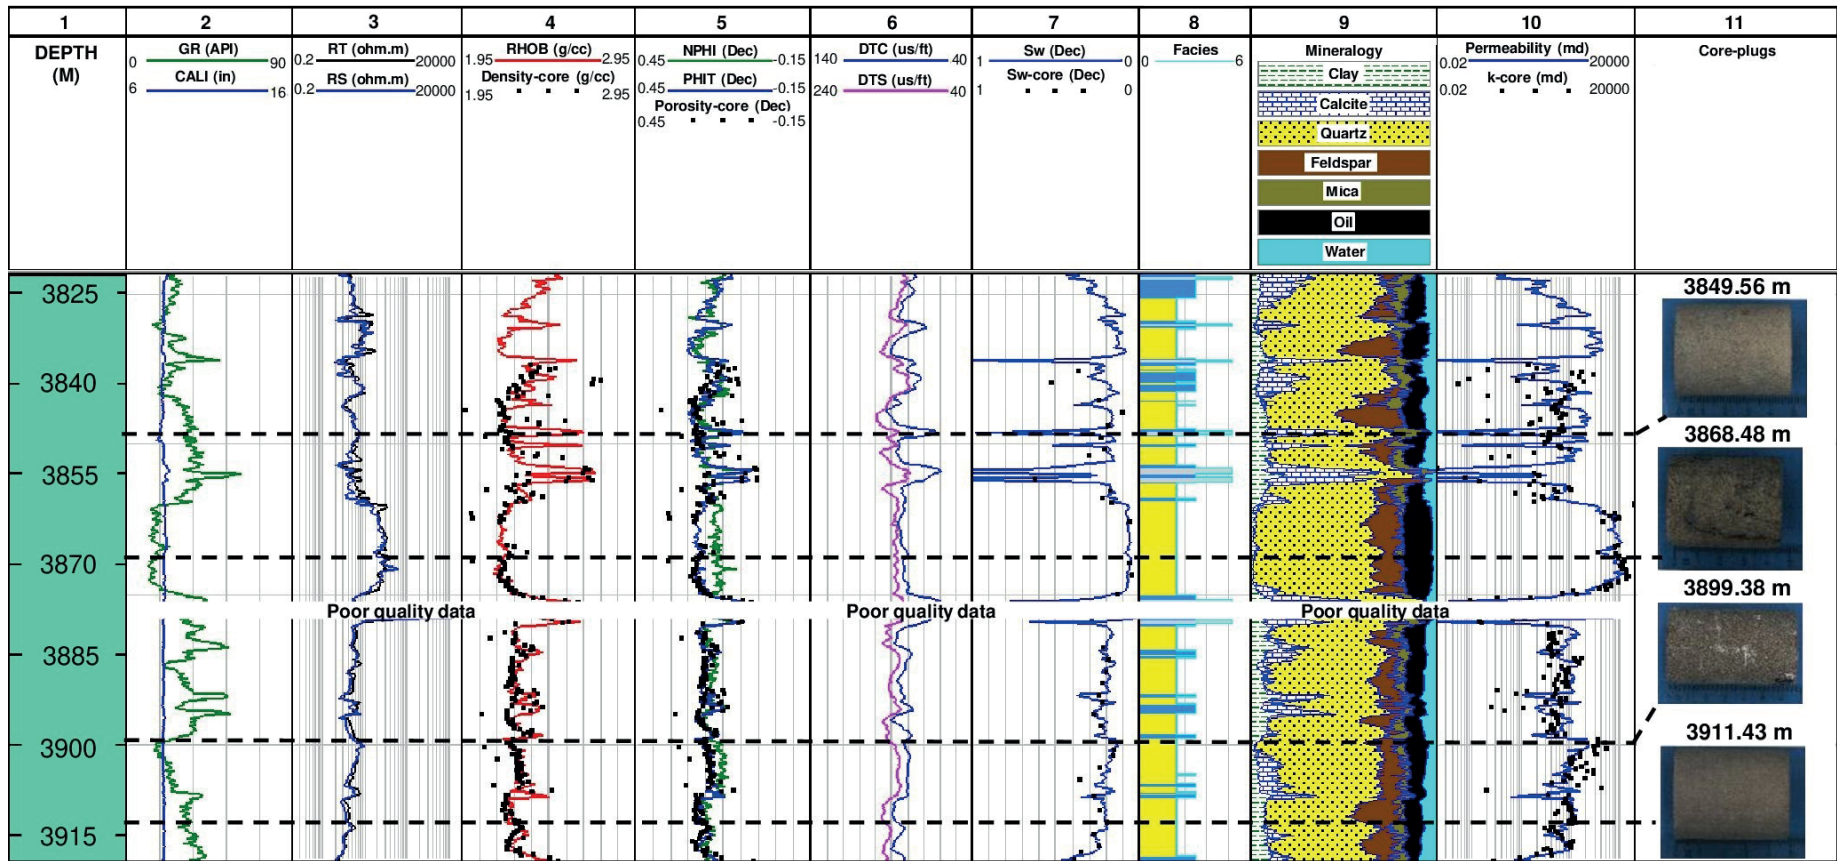 1 2 3 4 5 6 7 8 9 10 11
DEPTH
(M)
GR (API)
0 90
CALI (in)
6 16
RT (ohm.m)
0.2 20000
RS (ohm.m)
0.2 20000
RHOB (g/cc)
1.95 2.95
Density-core (g/cc)
1.95 2.95
NPHI (Dec)
0.45 -0.15
PHIT (Dec)
0.45 -0.15
Porosity-core (Dec)
0.45 -0.15
DTC (us/ft)
140 40
DTS (us/ft)
240 40
Sw (Dec)
1 0
Sw-core (Dec)
1 0
Facies
0 6
Mineralogy
Clay
Calcite
Quartz
Feldspar
Mica
Oil
Water
Permeability (md)
0.02 20000
k-core (md)
0.02 20000
Core-plugs
3825
3840
3855
3870
3885
3900
3915
Poor quality data Poor quality data Poor quality data
3849.56 m
3868.48 m
3899.38 m
3911.43 m